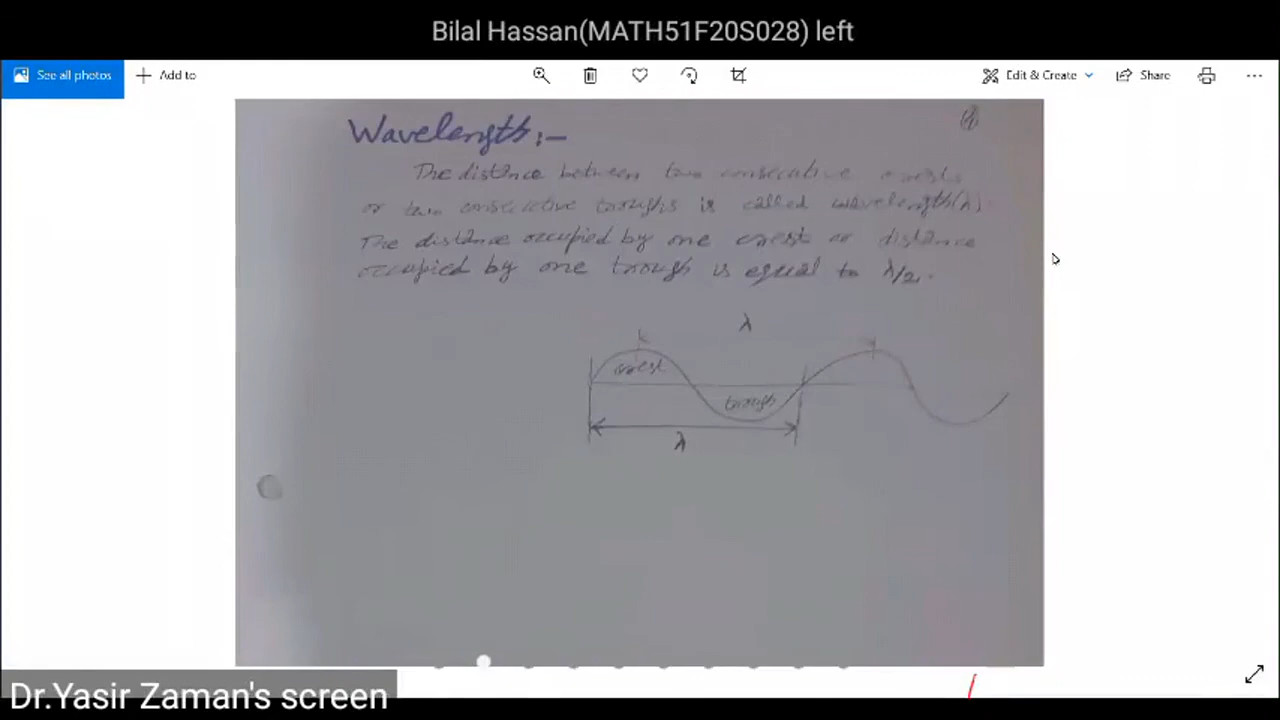 Bilal Hassan(MATH51F20S028) left
See all photos
Add to
Edit & Create
Share
Wavelength:-
The distance between two consecutive crests
or two consecutive troughs is called wavelength(λ)
The distance occupied by one crest or distance
occupied by one trough is equal to λ/2.
λ
crest
trough
λ
Dr.Yasir Zaman's screen